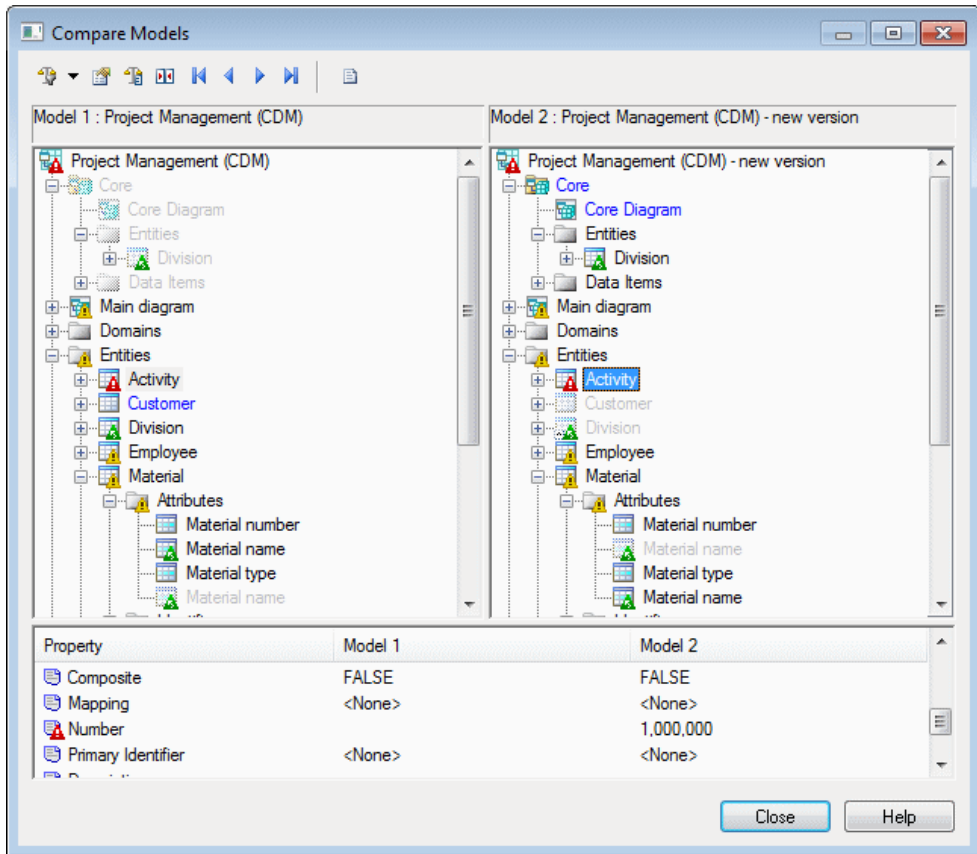 Compare Models
Model 1 : Project Management (CDM)
Model 2 : Project Management (CDM) - new version
Project Management (CDM)
Core
Core Diagram
Entities
Division
Data Items
Main diagram
Domains
Entities
Activity
Customer
Division
Employee
Material
Attributes
Material number
Material name
Material type
Material name
Project Management (CDM) - new version
Core
Core Diagram
Entities
Division
Data Items
Main diagram
Domains
Entities
Activity
Customer
Division
Employee
Material
Attributes
Material number
Material name
Material type
Material name
Property Model 1 Model 2
Composite FALSE FALSE
Mapping <None> <None>
Number 1,000,000
Primary Identifier <None> <None>
Close Help